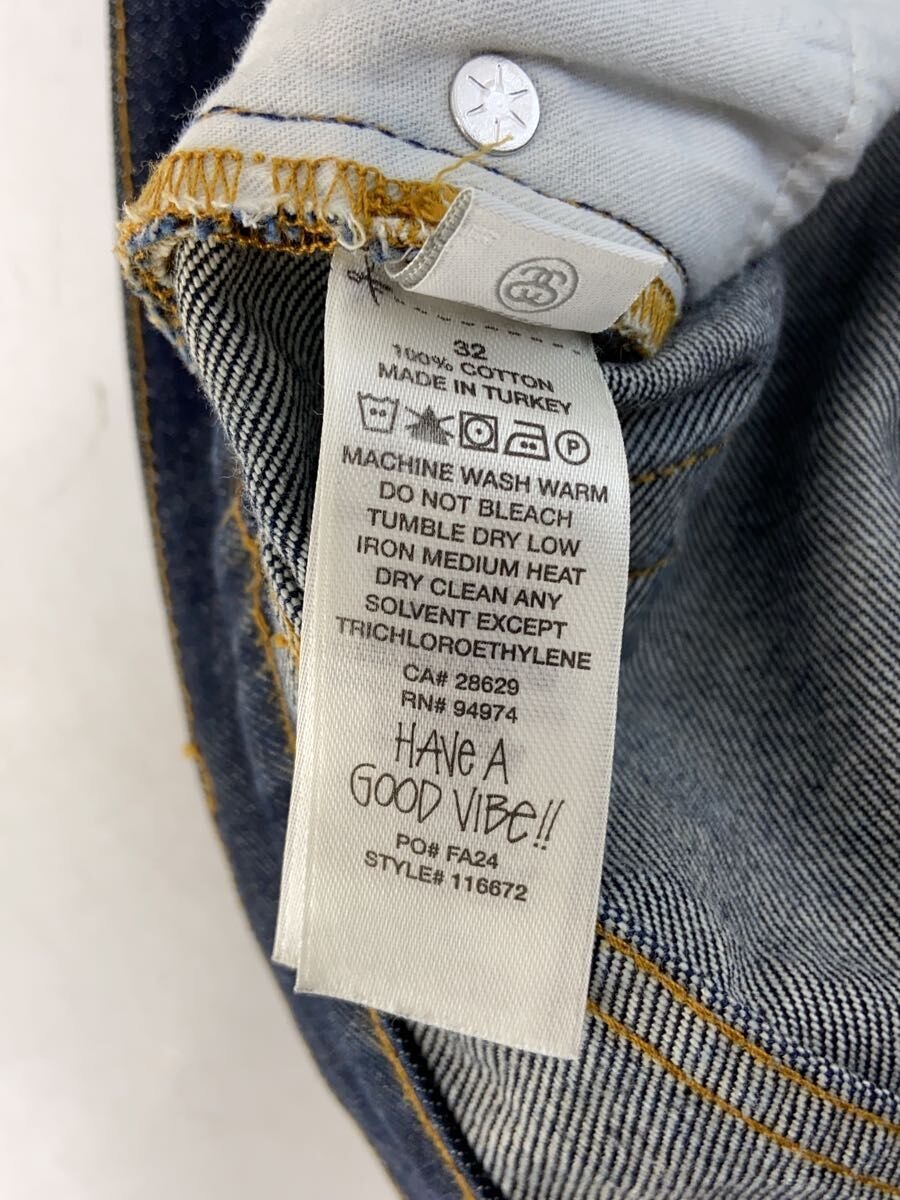 32
100% COTTON
MADE IN TURKEY
P
MACHINE WASH WARM
DO NOT BLEACH
TUMBLE DRY LOW
IRON MEDIUM HEAT
DRY CLEAN ANY
SOLVENT EXCEPT
TRICHLOROETHYLENE
CA# 28629
RN# 94974
HAVE A
GOOD VIBE!!
PO# FA24
STYLE# 116672